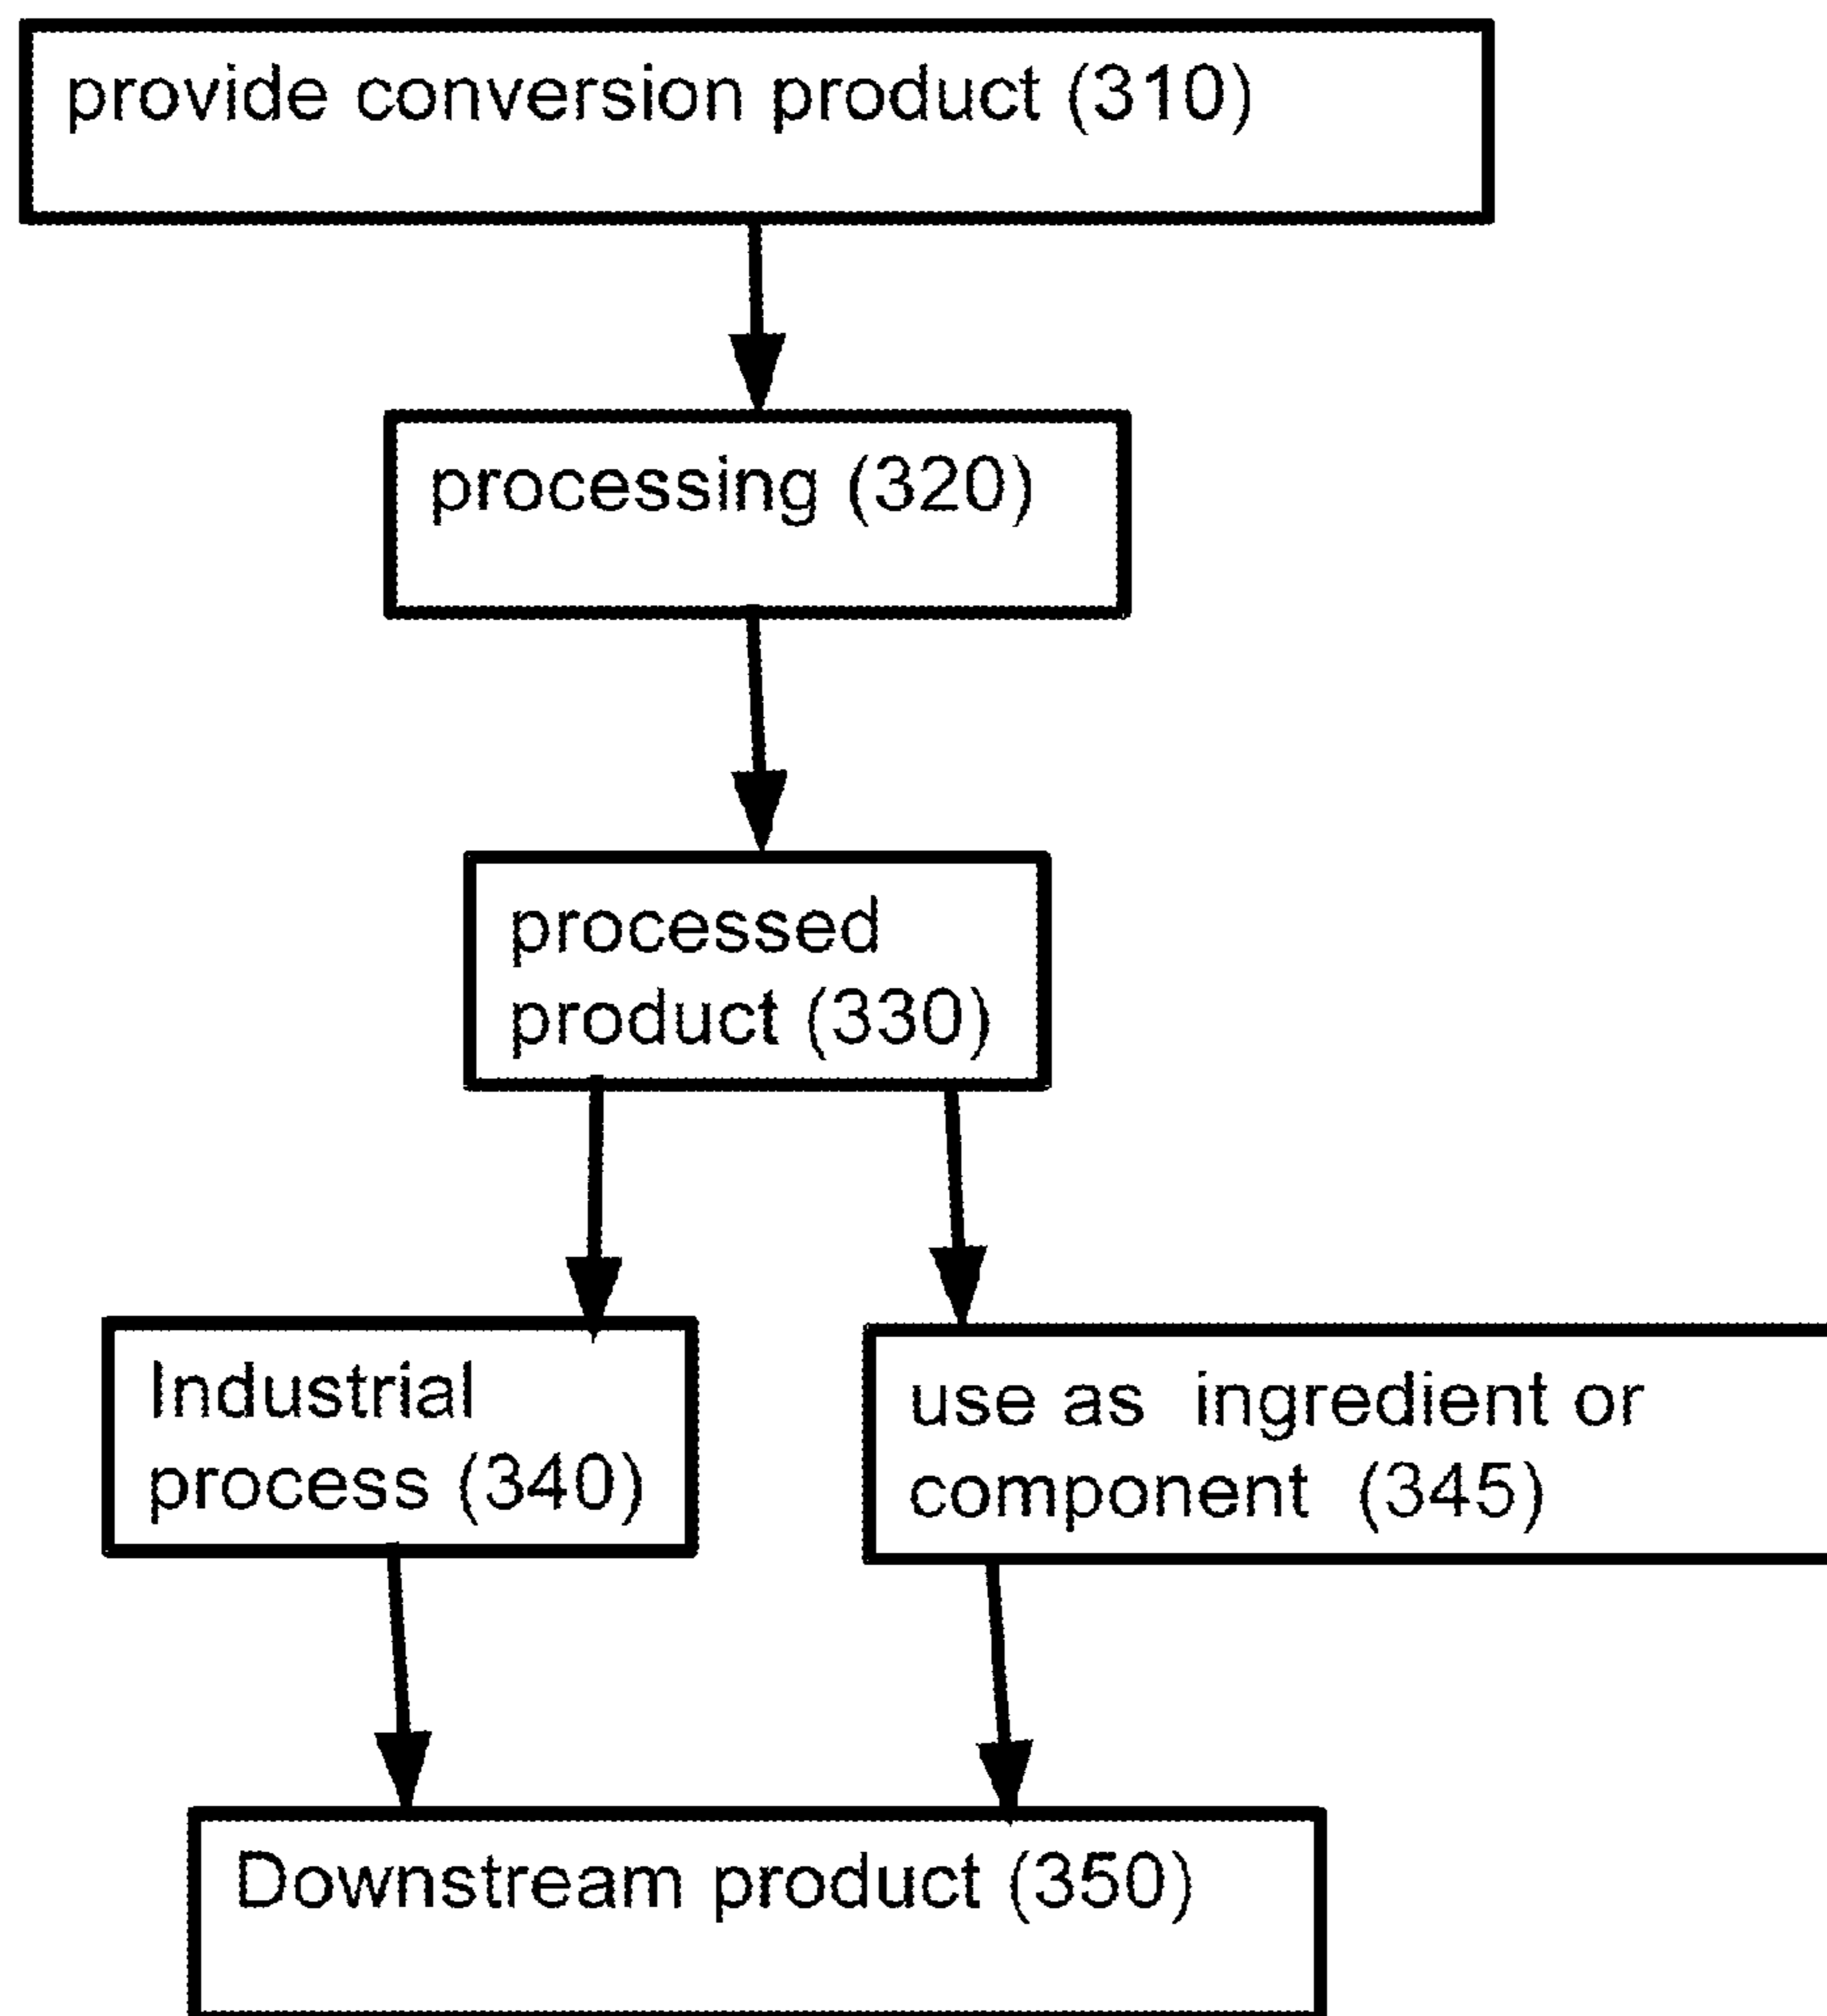 provide conversion product (310)
processing (320)
processed
product (330)
Industrial
process (340)
use as ingredient or
component (345)
Downstream product (350)